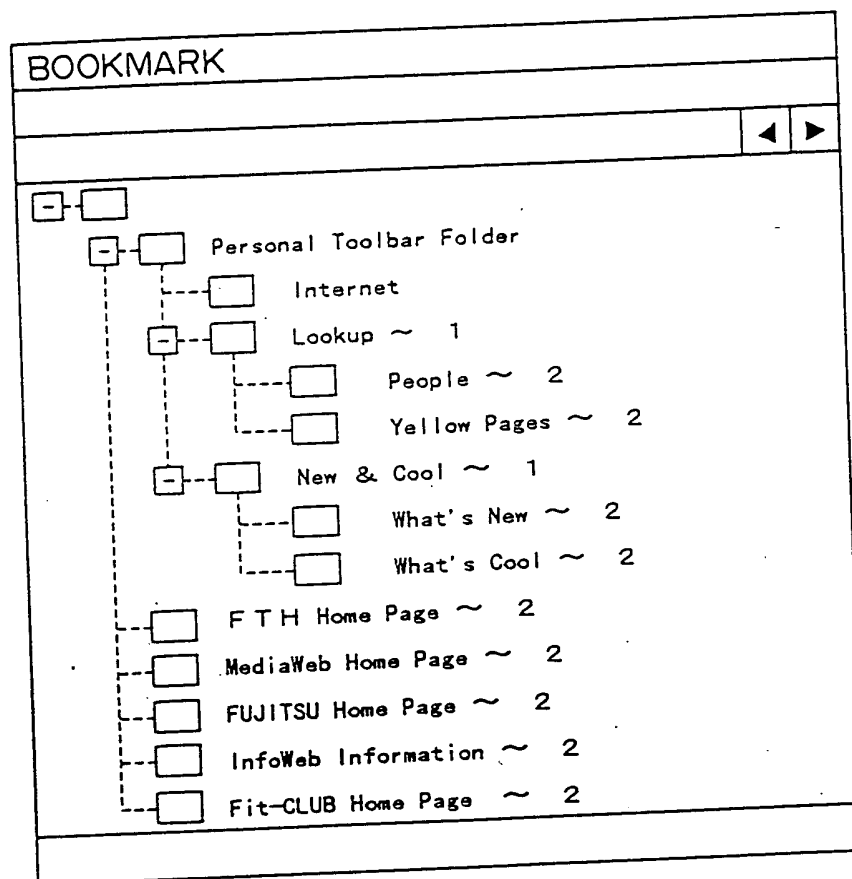 BOOKMARK
Personal Toolbar Folder
Internet
Lookup ~ 1
People ~ 2
Yellow Pages ~ 2
New & Cool ~ 1
What's New ~ 2
What's Cool ~ 2
FTH Home Page ~ 2
MediaWeb Home Page ~ 2
FUJITSU Home Page ~ 2
InfoWeb Information ~ 2
Fit-CLUB Home Page ~ 2